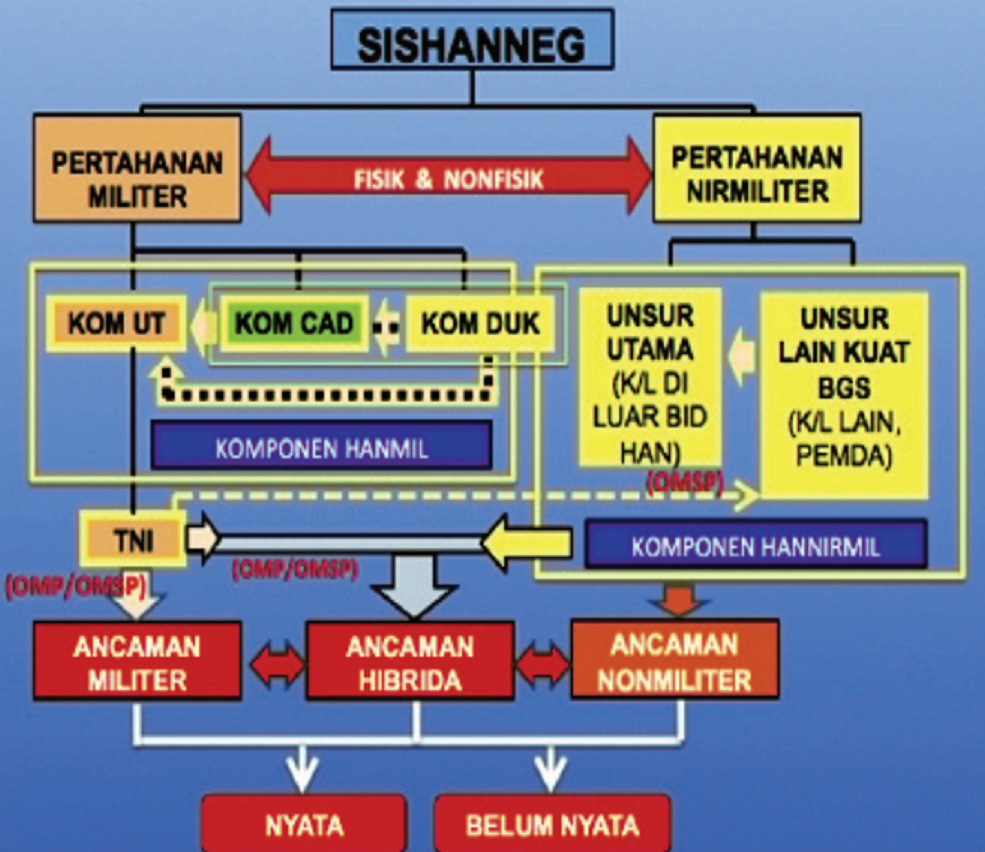 SISHANNEG
PERTAHANAN
MILITER
FISIK & NONFISIK
PERTAHANAN
NIRMILITER
KOM UT
KOM CAD
KOM DUK
KOMPONEN HANMIL
UNSUR
UTAMA
(K/L DI
LUAR BID
HAN)
UNSUR
LAIN KUAT
BGS
(K/L LAIN,
PEMDA)
(OMSP)
TNI
(OMP/OMSP)
(OMP/OMSP)
KOMPONEN HANNIRMIL
ANCAMAN
MILITER
ANCAMAN
HIBRIDA
ANCAMAN
NONMILITER
NYATA
BELUM NYATA